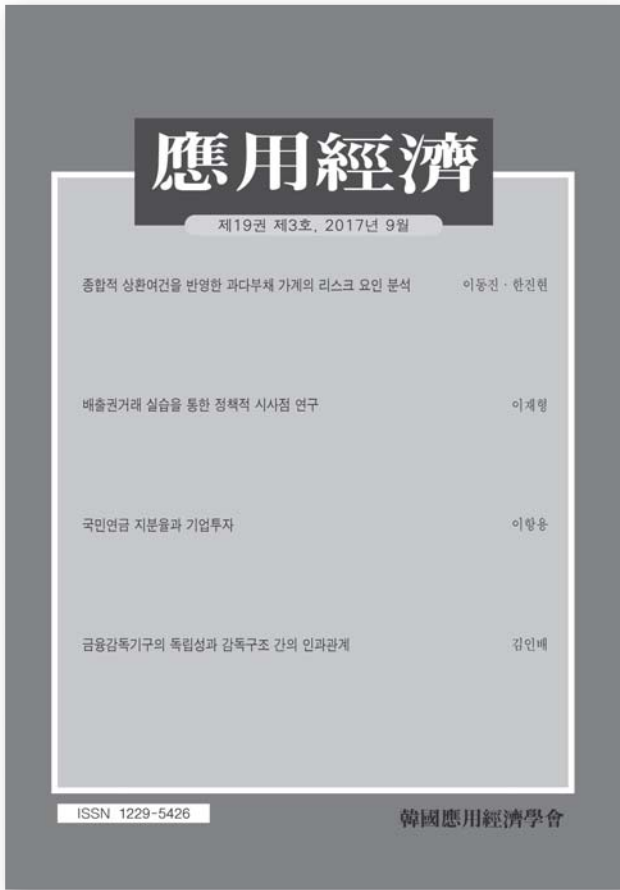 應用經濟
제19권 제3호, 2017년 9월
종합적 상환여건을 반영한 과다부채 가계의 리스크 요인 분석 이동진 · 한진현
배출권거래 실습을 통한 정책적 시사점 연구 이재형
국민연금 지분율과 기업투자 이항용
금융감독기구의 독립성과 감독구조 간의 인과관계 김인배
ISSN 1229-5426 韓國應用經濟學會